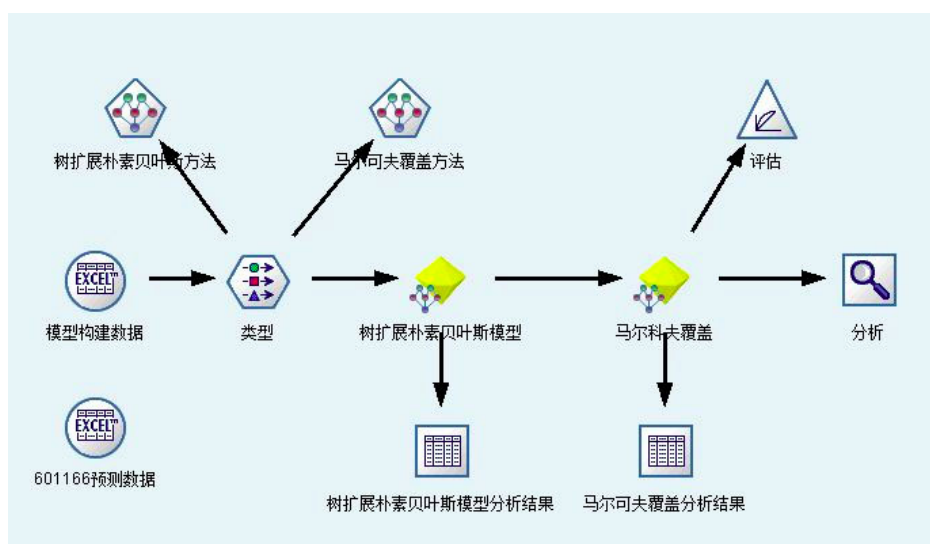 树扩展朴素贝叶斯方法
马尔可夫覆盖方法
评估
EXCEL™
模型构建数据
类型
树扩展朴素贝叶斯模型
马尔科夫覆盖
分析
EXCEL™
601166预测数据
树扩展朴素贝叶斯模型分析结果
马尔可夫覆盖分析结果